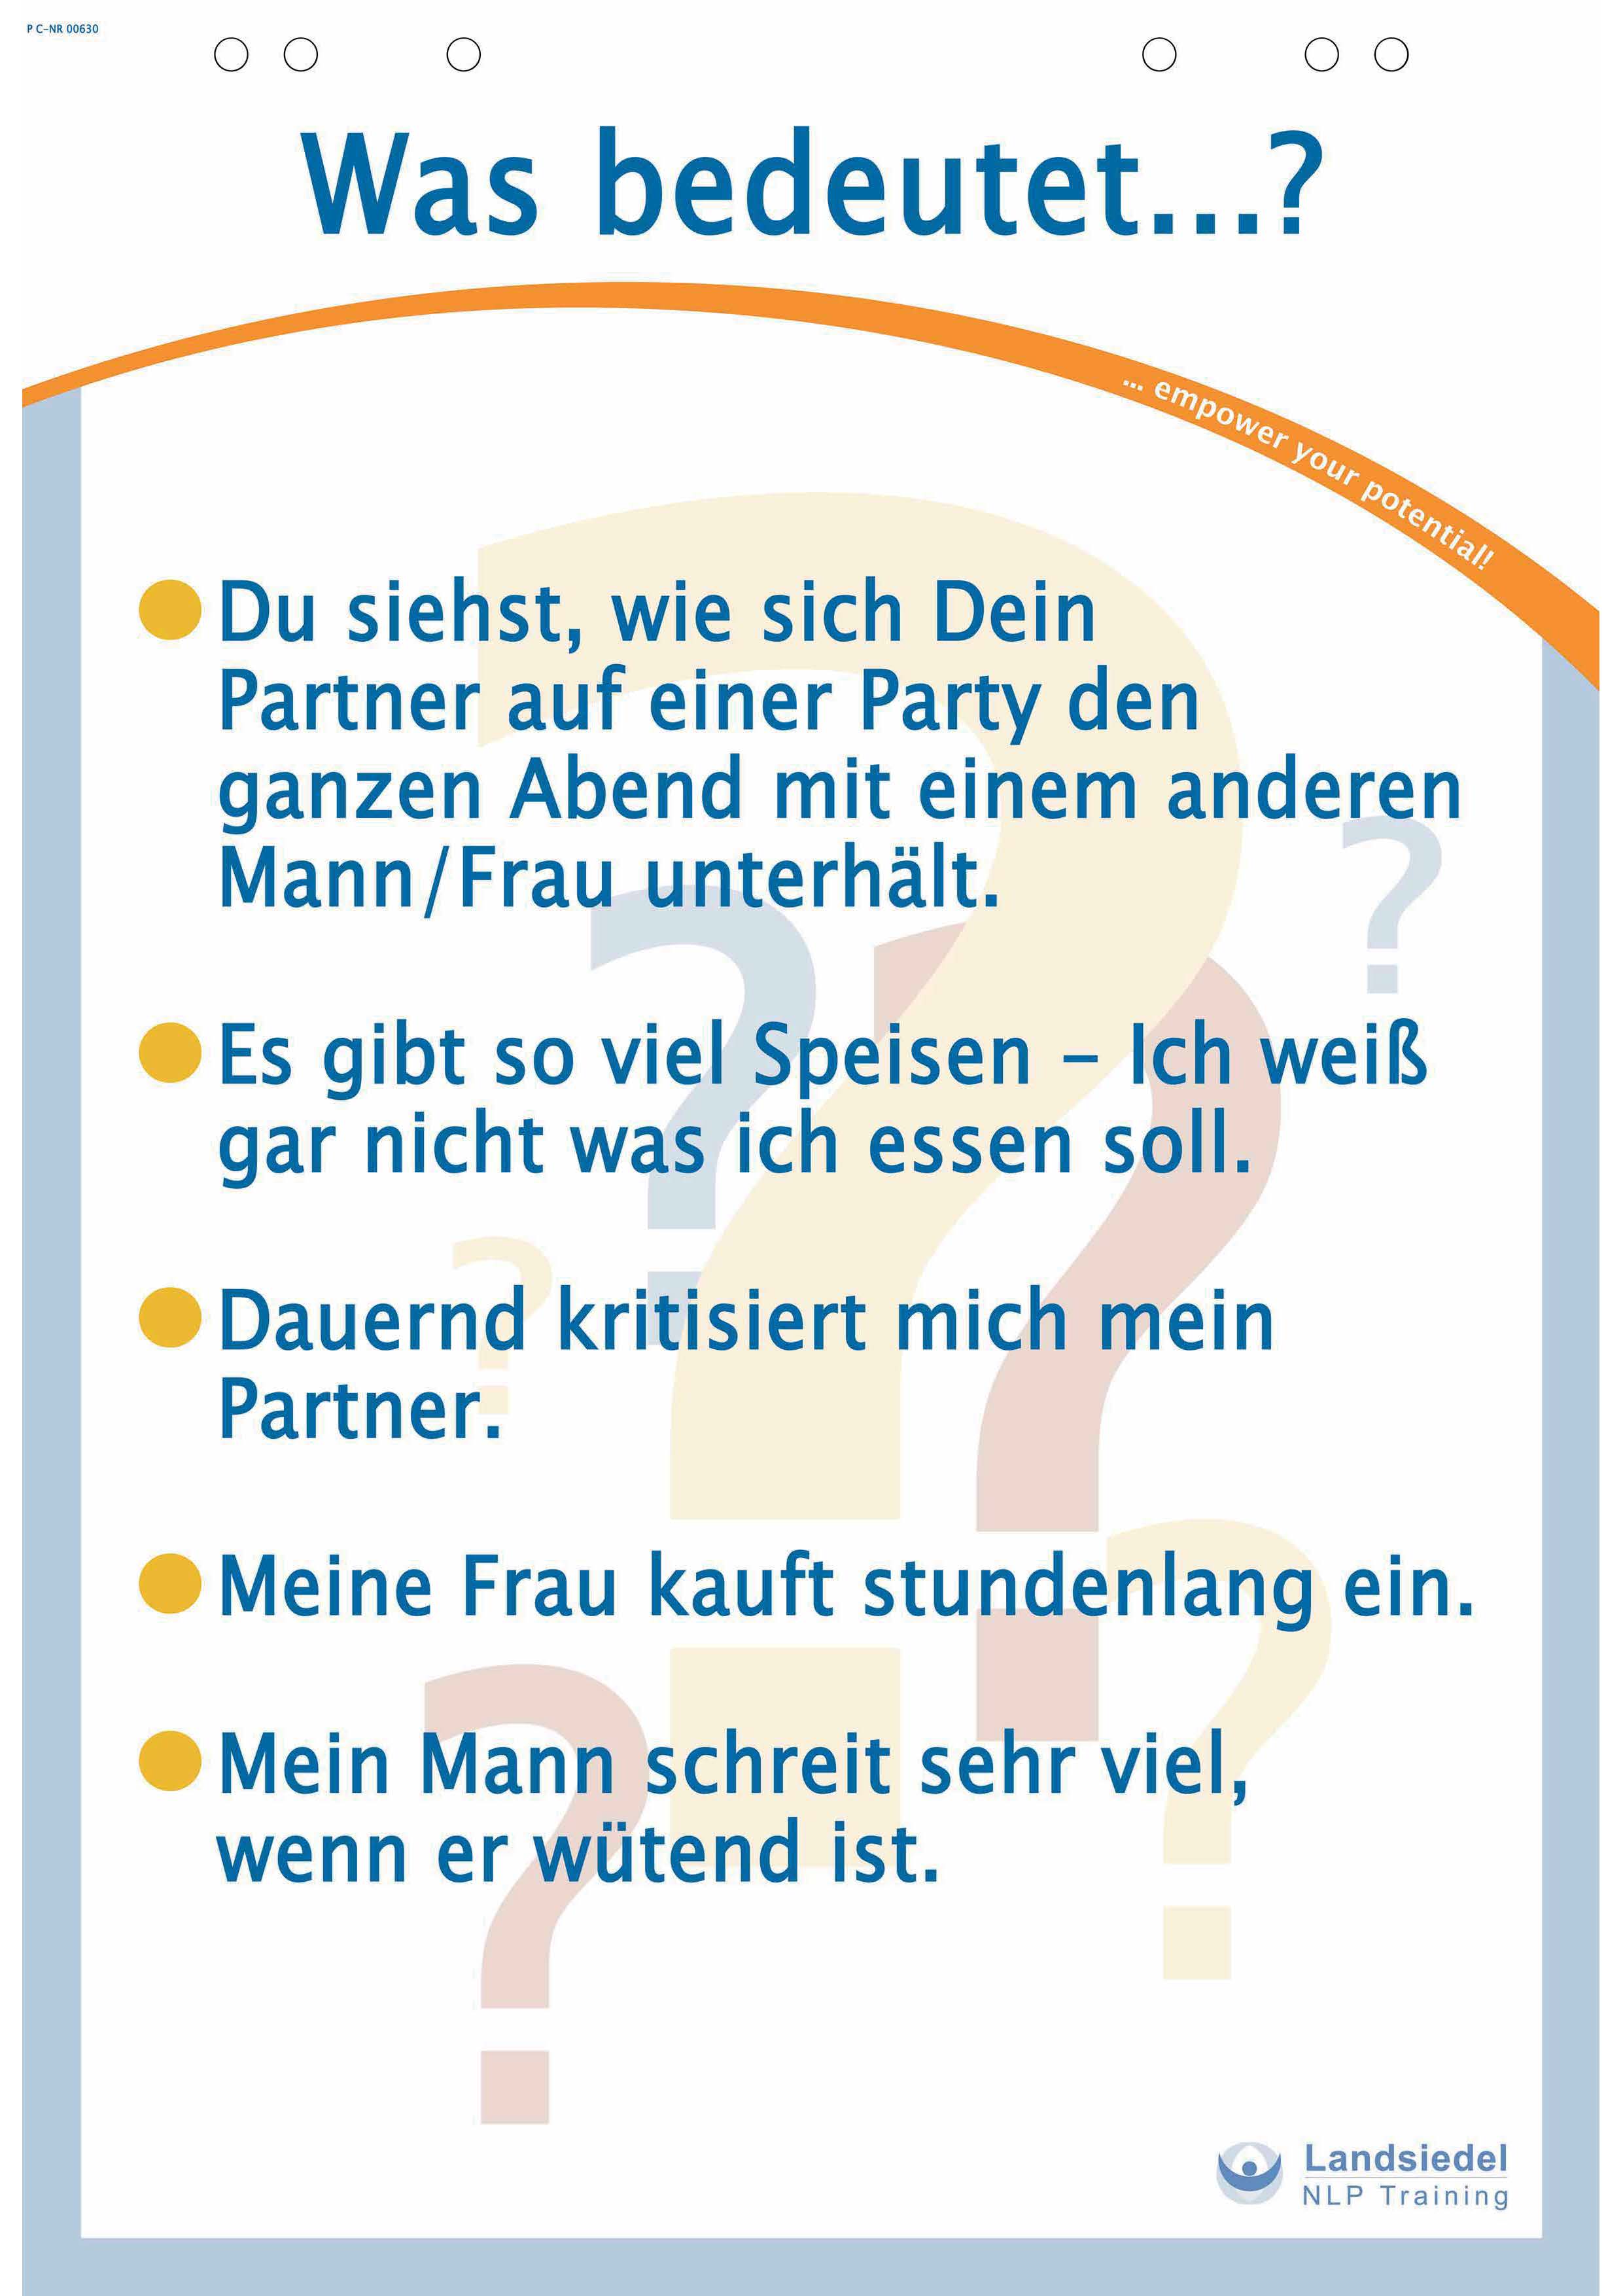 P C-NR 00630
Was bedeutet...?
... empower your potential!
Du siehst, wie sich Dein
Partner auf einer Party den
ganzen Abend mit einem anderen
Mann/Frau unterhält.
Es gibt so viel Speisen – Ich weiß
gar nicht was ich essen soll.
Dauernd kritisiert mich mein
Partner.
Meine Frau kauft stundenlang ein.
Mein Mann schreit sehr viel,
wenn er wütend ist.
Landsiedel
NLP Training